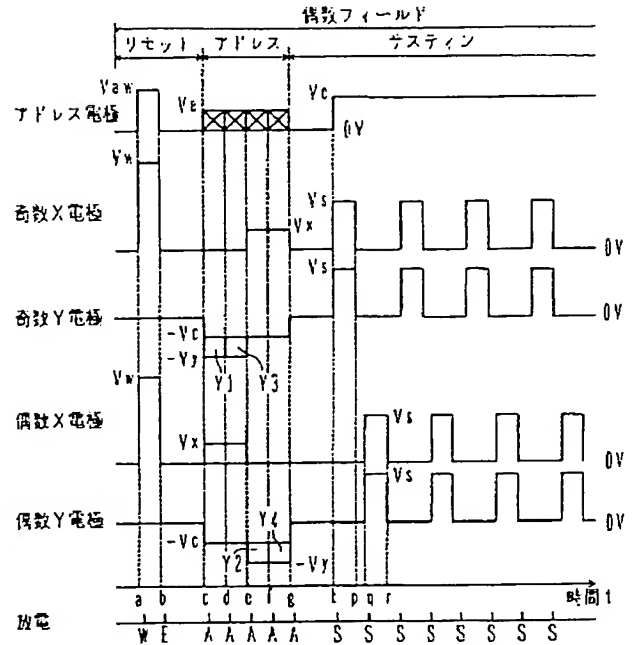 偶数フィールド
リセット アドレス サスティン
Vaw Va Vc
アドレス電極 0V
Vw
Vs
奇数X電極 Vx
0V
Vs
奇数Y電極 0V
-Vc
-Vy Y1 Y3
Vw
偶数X電極 Vx Vs
0V
Vs
偶数Y電極 0V
-Vc Y4
Y2 -Vy
a b c d e f g p q r 時間 t
放電 W E A A A A A S S S S S S S S